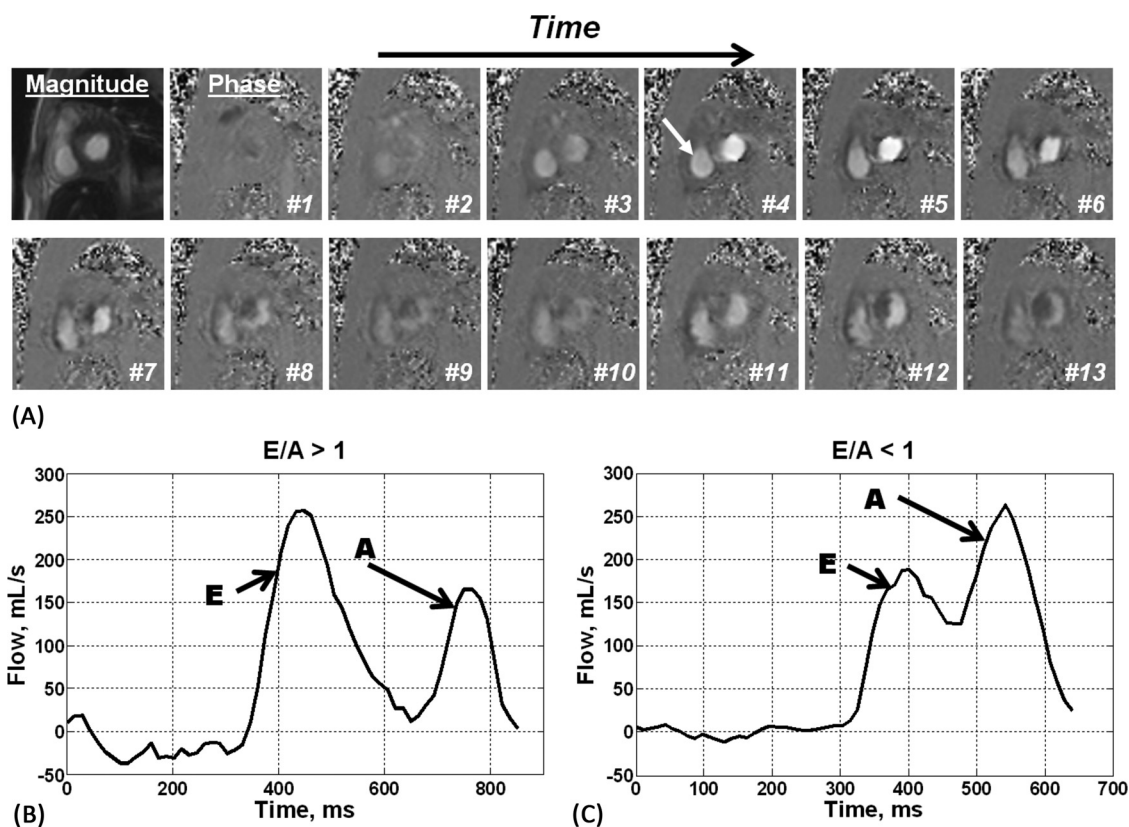 Time
Magnitude
Phase
#1
#2
#3
#4
#5
#6
#7
#8
#9
#10
#11
#12
#13
(A)
E/A > 1
300
250
200
150
100
50
0
-50
Flow, mL/s
E
A
0
200
400
600
800
Time, ms
(B)
E/A < 1
300
250
200
150
100
50
0
-50
Flow, mL/s
E
A
0
100
200
300
400
500
600
700
Time, ms
(C)